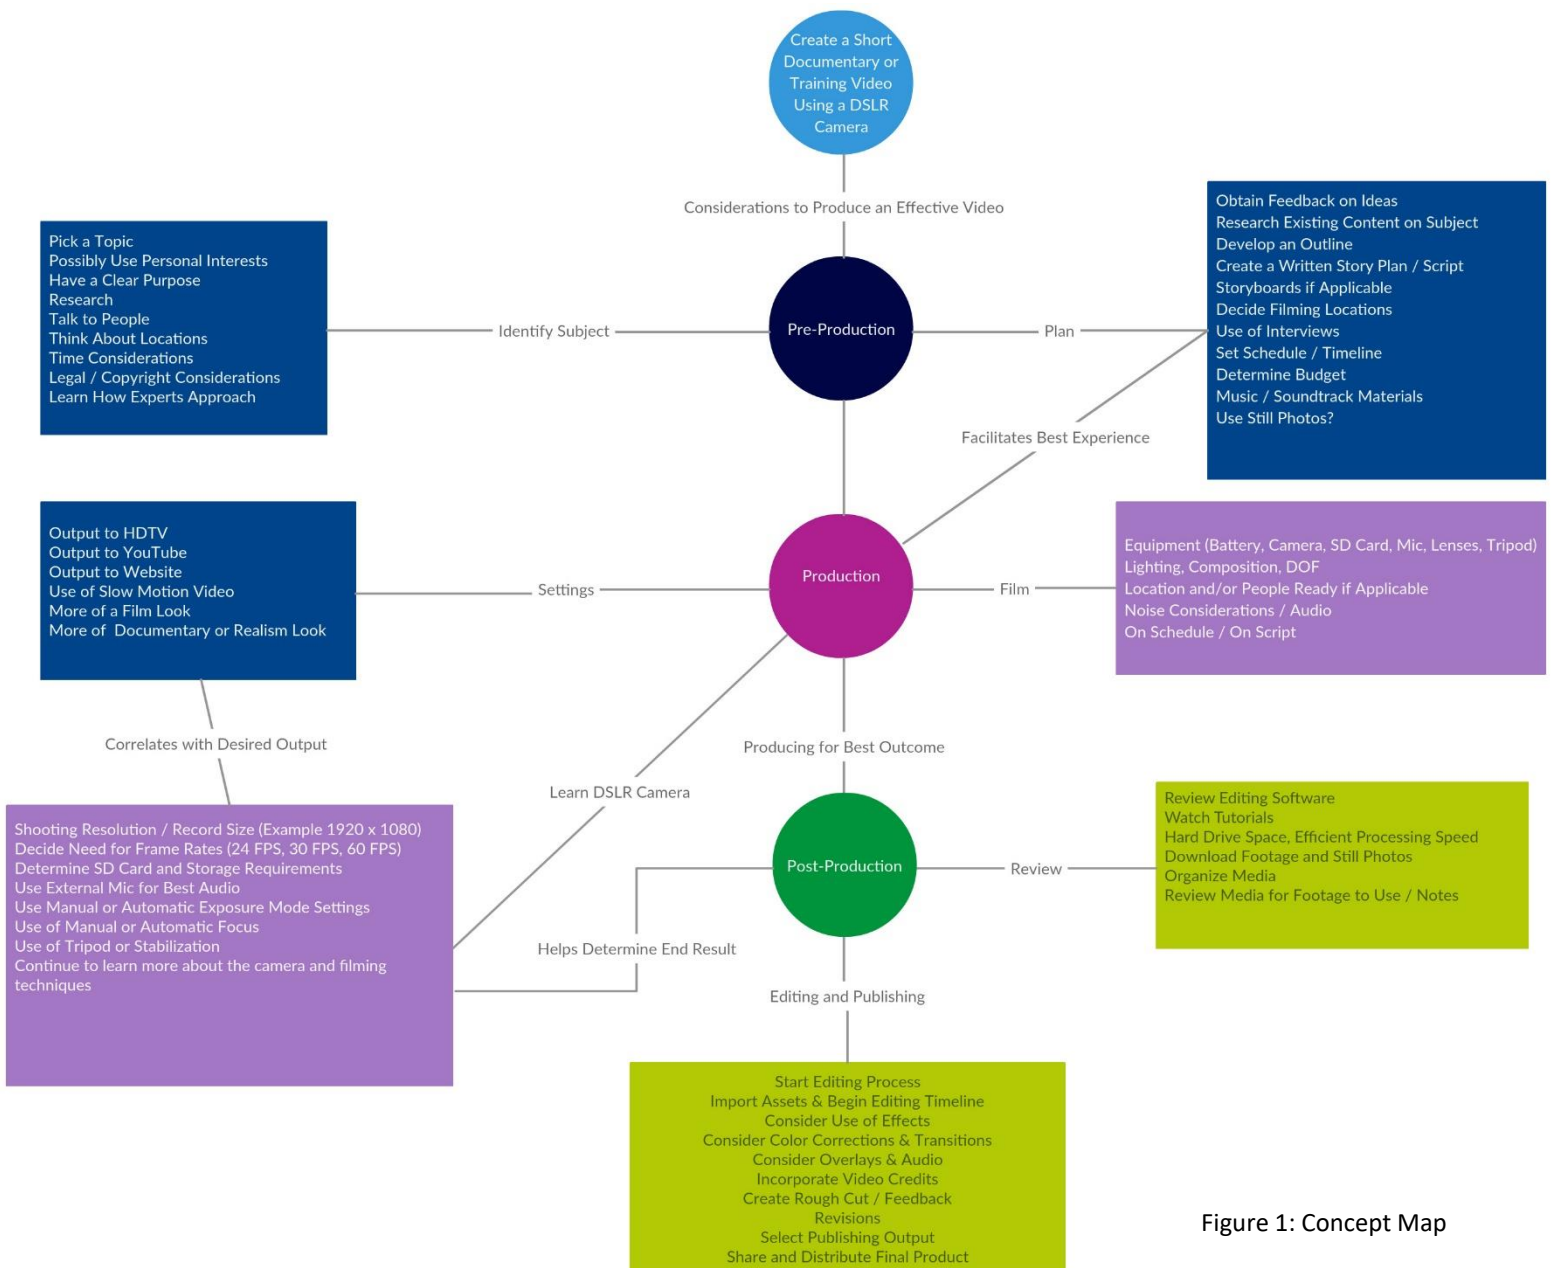 Create a Short
Documentary or
Training Video
Using a DSLR
Camera
Considerations to Produce an Effective Video
Pick a Topic
Possibly Use Personal Interests
Have a Clear Purpose
Research
Talk to People
Think About Locations
Time Considerations
Legal / Copyright Considerations
Learn How Experts Approach
Identify Subject
Pre-Production
Plan
Obtain Feedback on Ideas
Research Existing Content on Subject
Develop an Outline
Create a Written Story Plan / Script
Storyboards if Applicable
Decide Filming Locations
Use of Interviews
Set Schedule / Timeline
Determine Budget
Music / Soundtrack Materials
Use Still Photos?
Facilitates Best Experience
Output to HDTV
Output to YouTube
Output to Website
Use of Slow Motion Video
More of a Film Look
More of  Documentary or Realism Look
Settings
Production
Film
Equipment (Battery, Camera, SD Card, Mic, Lenses, Tripod)
Lighting, Composition, DOF
Location and/or People Ready if Applicable
Noise Considerations / Audio
On Schedule / On Script
Correlates with Desired Output
Producing for Best Outcome
Learn DSLR Camera
Shooting Resolution / Record Size (Example 1920 x 1080)
Decide Need for Frame Rates (24 FPS, 30 FPS, 60 FPS)
Determine SD Card and Storage Requirements
Use External Mic for Best Audio
Use Manual or Automatic Exposure Mode Settings
Use of Manual or Automatic Focus
Use of Tripod or Stabilization
Continue to learn more about the camera and filming
techniques
Post-Production
Review
Review Editing Software
Watch Tutorials
Hard Drive Space, Efficient Processing Speed
Download Footage and Still Photos
Organize Media
Review Media for Footage to Use / Notes
Helps Determine End Result
Editing and Publishing
Start Editing Process
Import Assets & Begin Editing Timeline
Consider Use of Effects
Consider Color Corrections & Transitions
Consider Overlays & Audio
Incorporate Video Credits
Create Rough Cut / Feedback
Revisions
Select Publishing Output
Share and Distribute Final Product
Figure 1: Concept Map